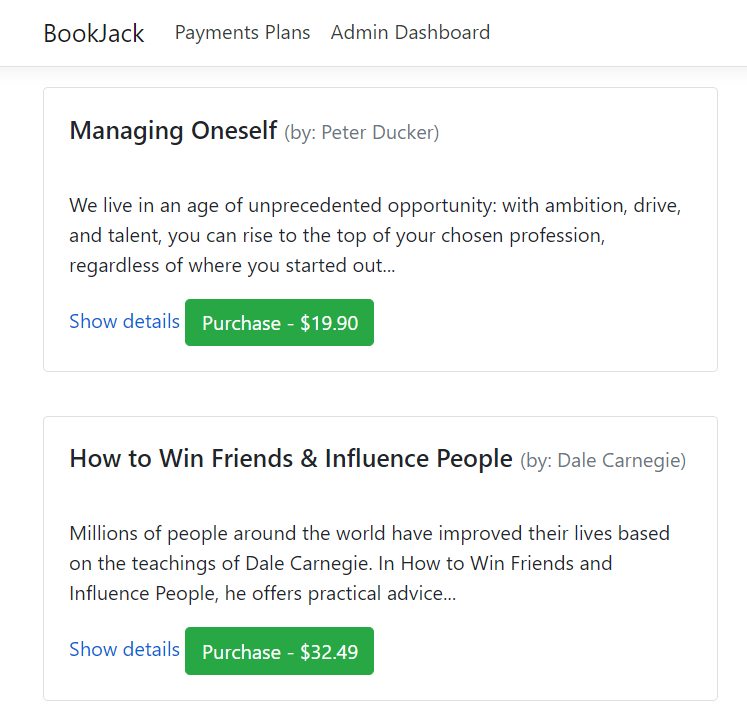 BookJack Payments Plans Admin Dashboard
Managing Oneself (by: Peter Ducker)
We live in an age of unprecedented opportunity: with ambition, drive,
and talent, you can rise to the top of your chosen profession,
regardless of where you started out...
Show details Purchase - $19.90
How to Win Friends & Influence People (by: Dale Carnegie)
Millions of people around the world have improved their lives based
on the teachings of Dale Carnegie. In How to Win Friends and
Influence People, he offers practical advice...
Show details Purchase - $32.49